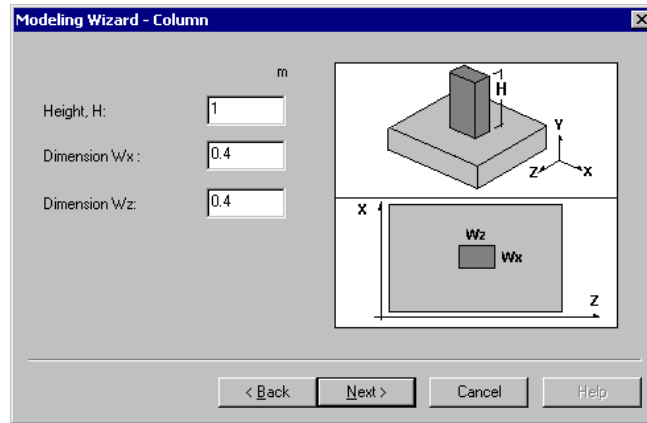 Modeling Wizard - Column
m
Height, H:
1
Dimension Wx :
0.4
Dimension Wz:
0.4
H
Y
Z
X
X
Wz
Wx
Z
< Back
Next >
Cancel
Help